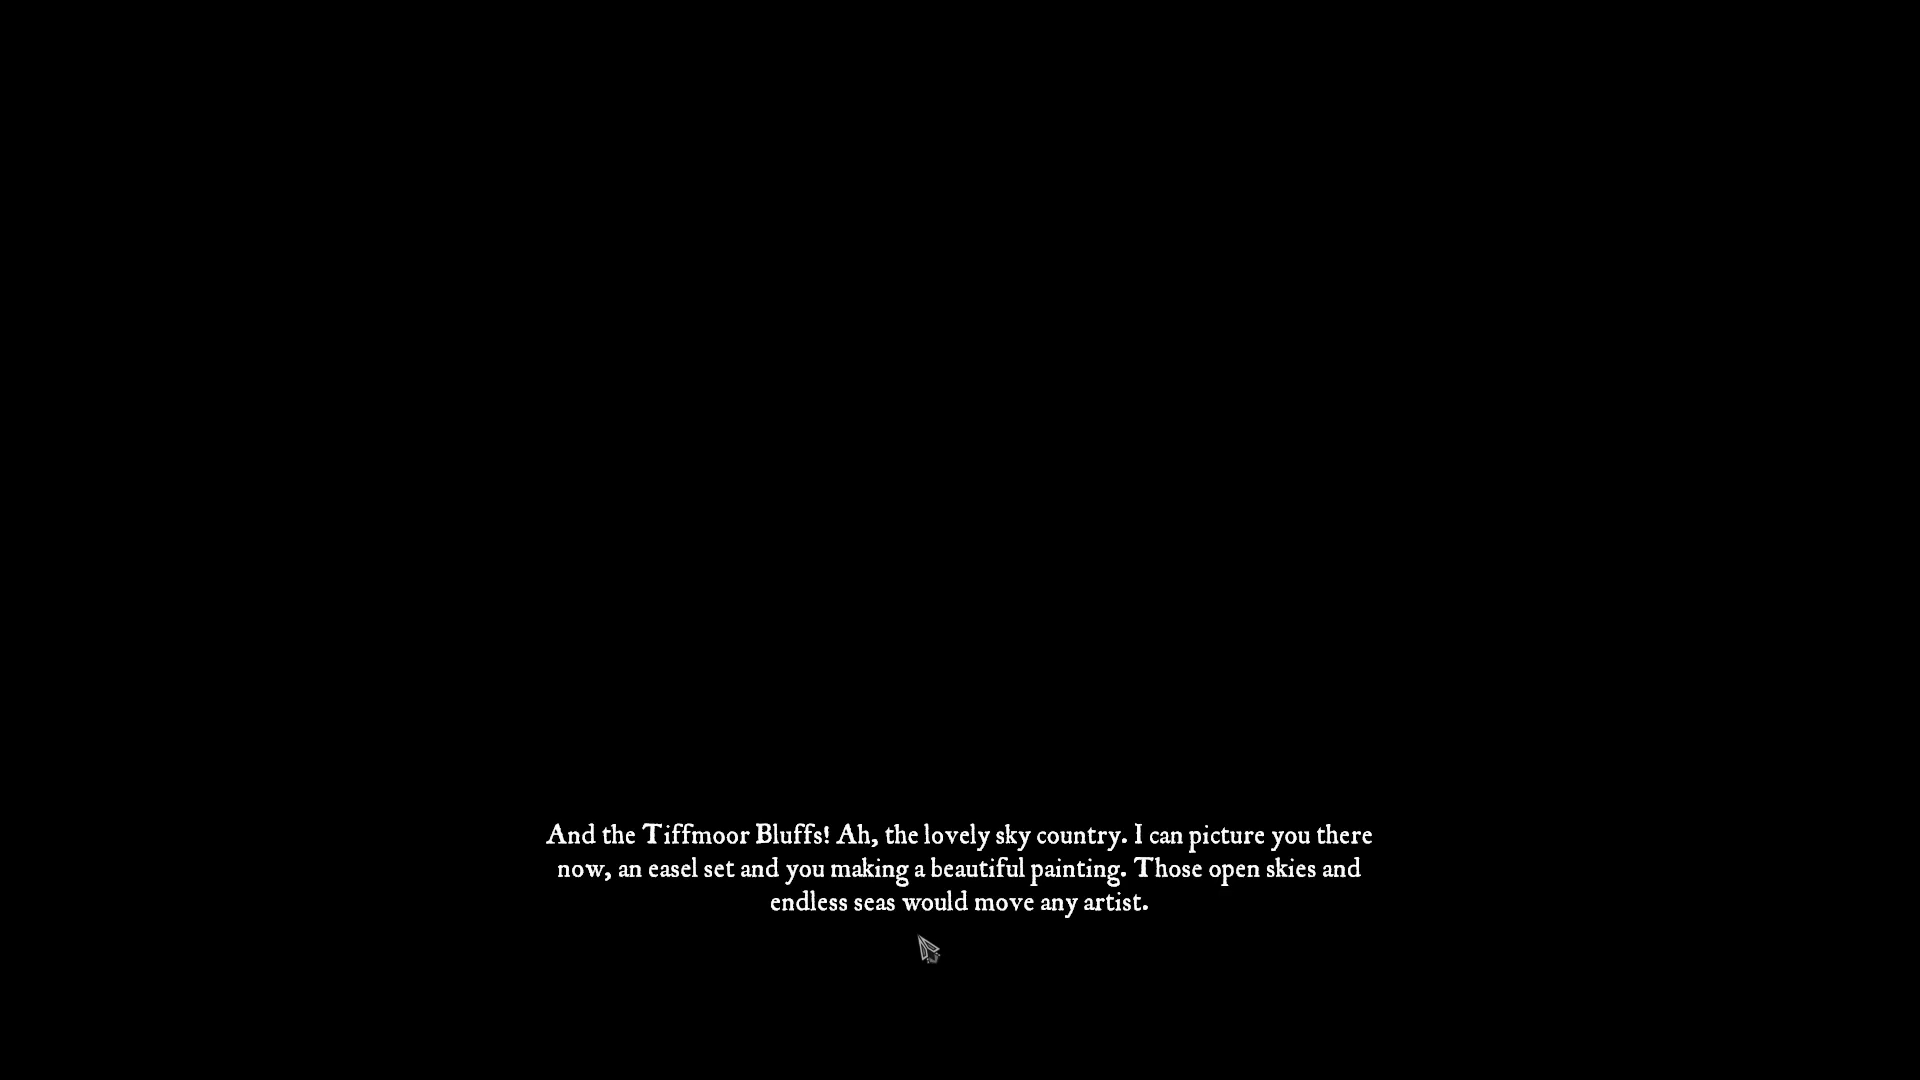 And the Tiffmoor Bluffs! Ah, the lovely sky country. I can picture you there
now, an easel set and you making a beautiful painting. Those open skies and
endless seas would move any artist.